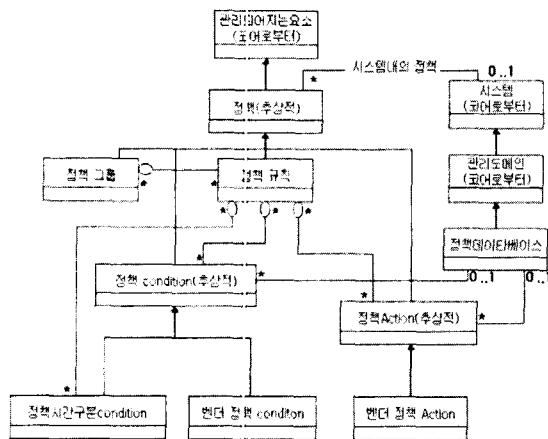 관리되어지는요소
(코어로부터)
시스템내의 정책
*
0..1
정책(추상적)
시스템
(코어로부터)
관리도메인
(코어로부터)
정책 그룹
*
*
정책 규칙
*
*
*
정책데이타베이스
*
정책 condition(추상적)
*
0..1
0..1
*
정책Action(추상적)
*
*
정책시간구분condition
벤더 정책 conditon
벤더 정책 Action